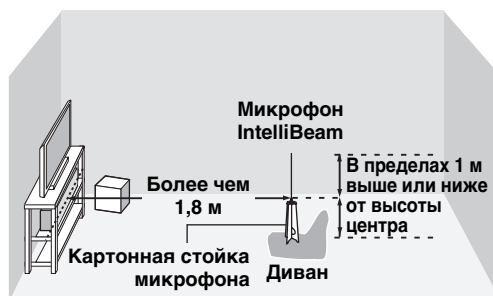 Микрофон
IntelliBeam
В пределах 1 м
выше или ниже
от высоты
центра
Более чем
1,8 м
Картонная стойка
микрофона
Диван